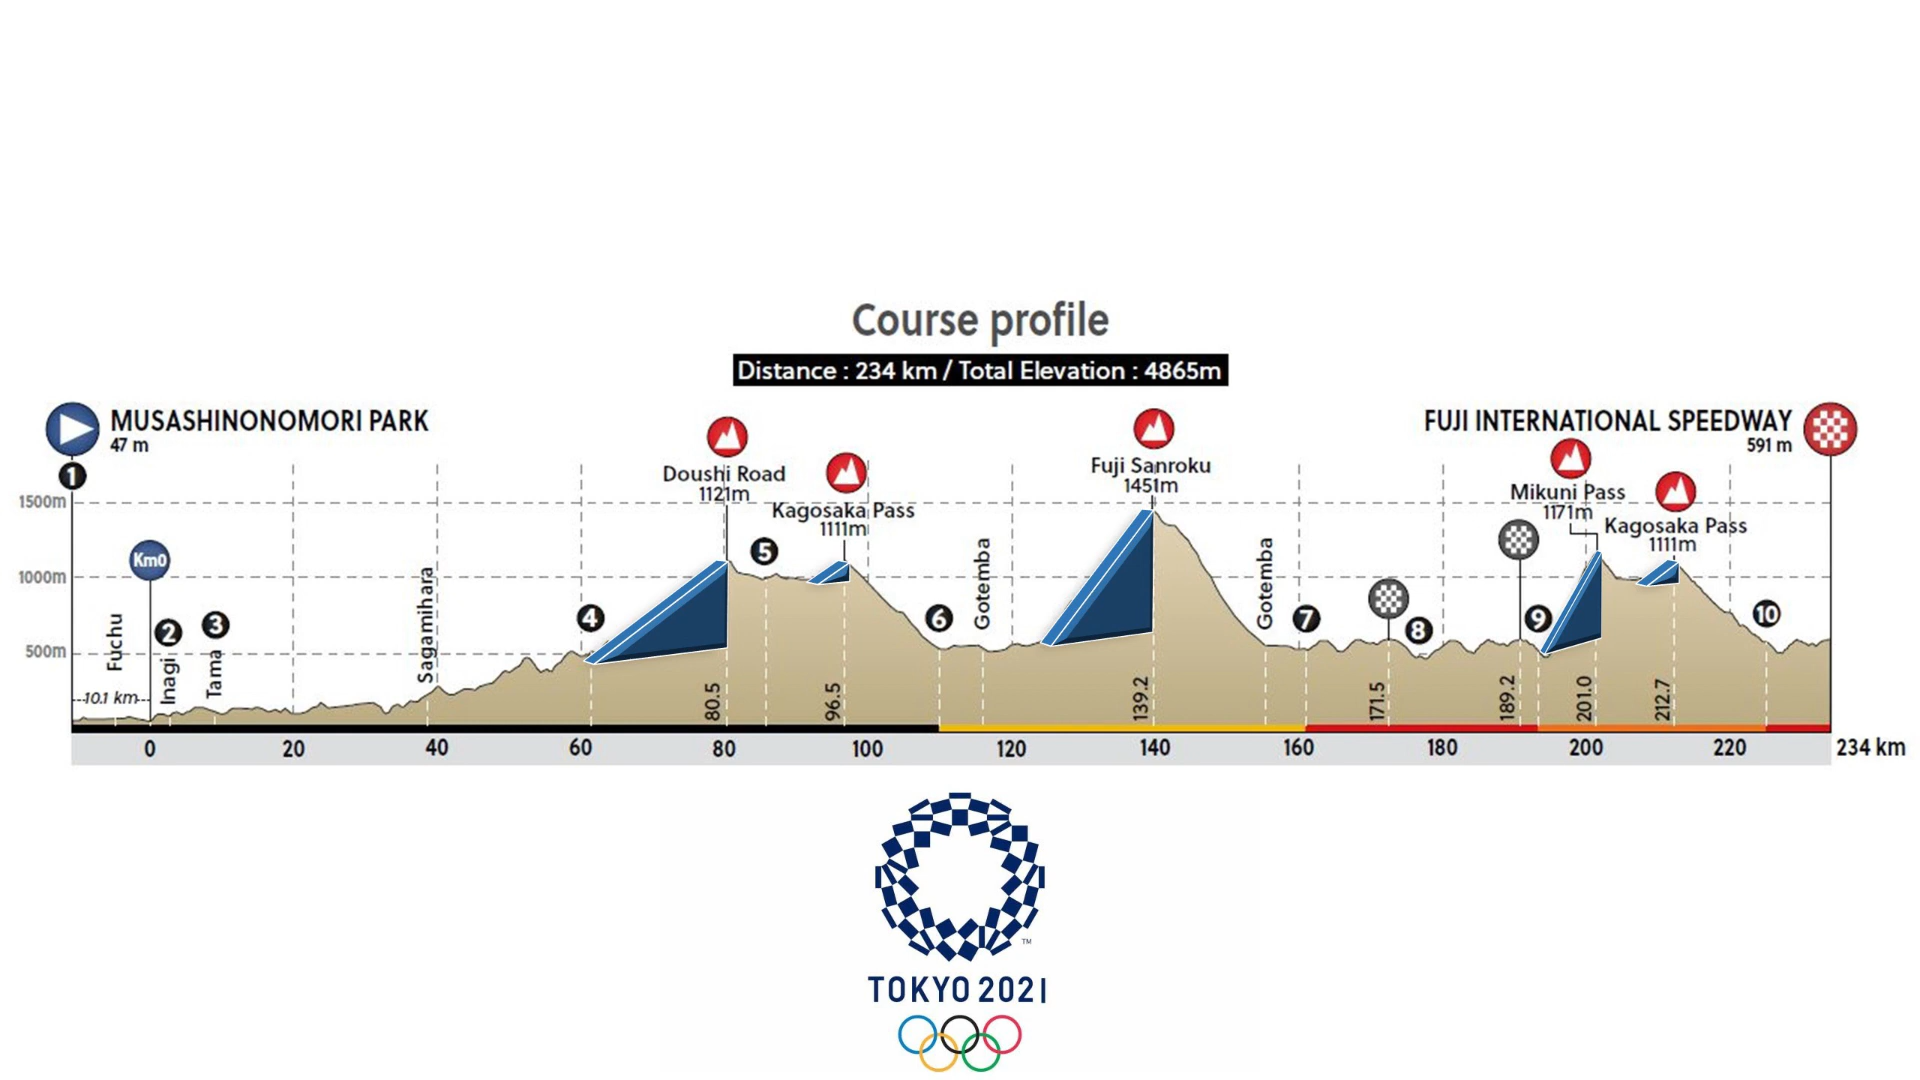 Course profile
Distance : 234 km / Total Elevation : 4865m
MUSASHINONOMORI PARK
47 m
FUJI INTERNATIONAL SPEEDWAY
591 m
1
1500m
1000m
500m
Km0
Fuchu
2
Inagi
3
Tama
10.1 km
Sagamihara
4
Doushi Road
1121m
80.5
5
Kagosaka Pass
1111m
96.5
6
Gotemba
Fuji Sanroku
1451m
139.2
Gotemba
7
171.5
8
189.2
9
Mikuni Pass
1171m
201.0
Kagosaka Pass
1111m
212.7
10
0 20 40 60 80 100 120 140 160 180 200 220 234 km
TM
TOKYO 2021